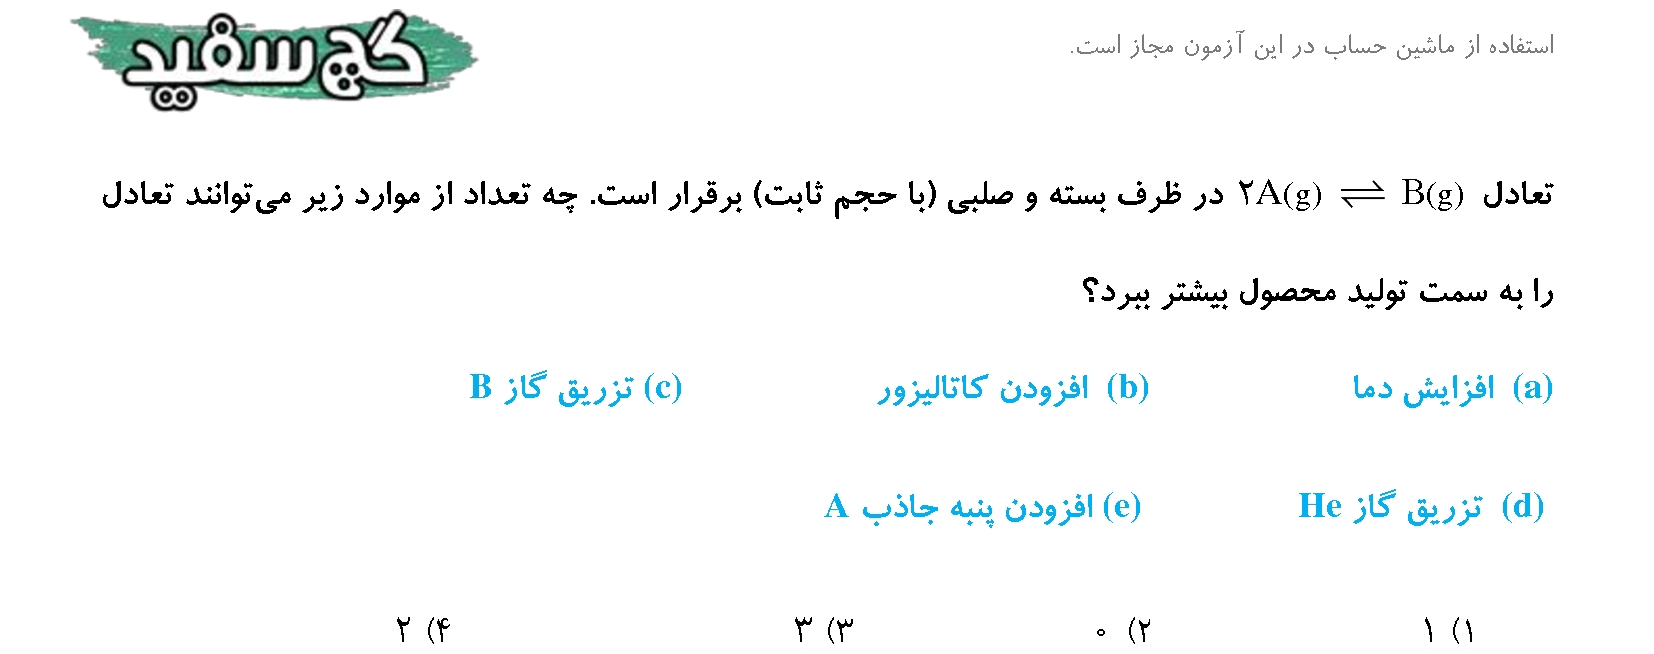 گچ سفید
استفاده از ماشین حساب در این آزمون مجاز است.
تعادل ۲A(g) ⇌ B(g) در ظرف بسته و صلبی (با حجم ثابت) برقرار است. چه تعداد از موارد زیر می‌توانند تعادل
را به سمت تولید محصول بیشتر ببرد؟
(a) افزایش دما (b) افزودن کاتالیزور (c) تزریق گاز B
(d) تزریق گاز He (e) افزودن پنبه جاذب A
۱) ۱ ۲) ۰ ۳) ۳ ۴) ۲